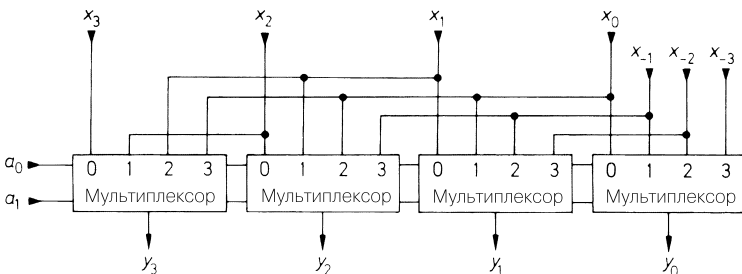 x₃ x₂ x₁ x₀
x₋₁ x₋₂ x₋₃
a₀ 0 1 2 3 0 1 2 3 0 1 2 3 0 1 2 3
a₁ Мультиплексор Мультиплексор Мультиплексор Мультиплексор
y₃ y₂ y₁ y₀